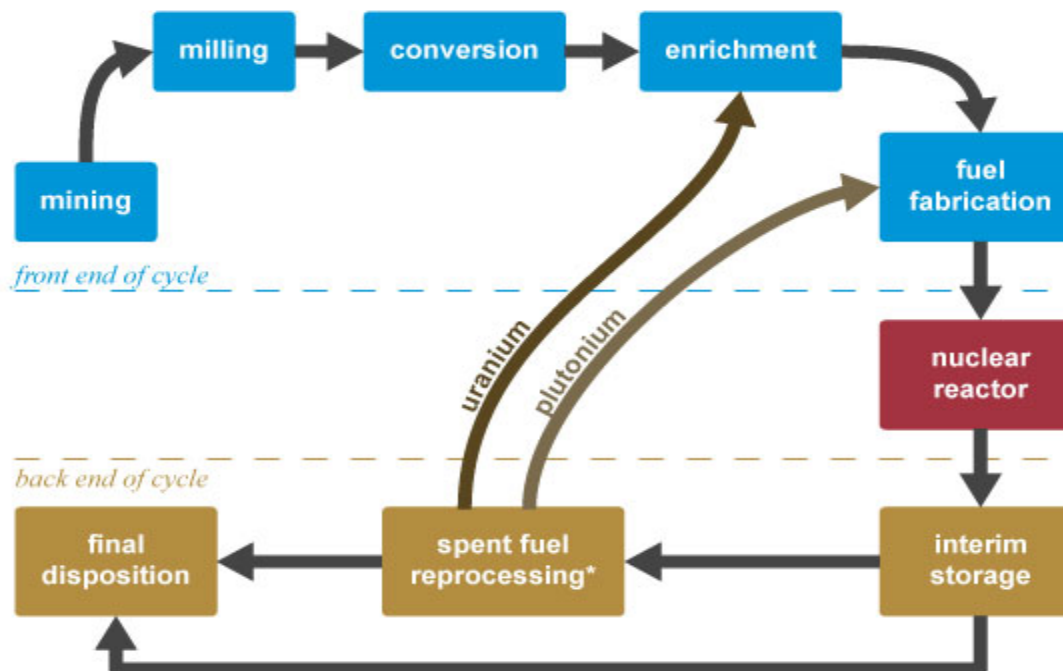 milling
conversion
enrichment
mining
fuel
fabrication
front end of cycle
uranium
plutonium
nuclear
reactor
back end of cycle
final
disposition
spent fuel
reprocessing*
interim
storage